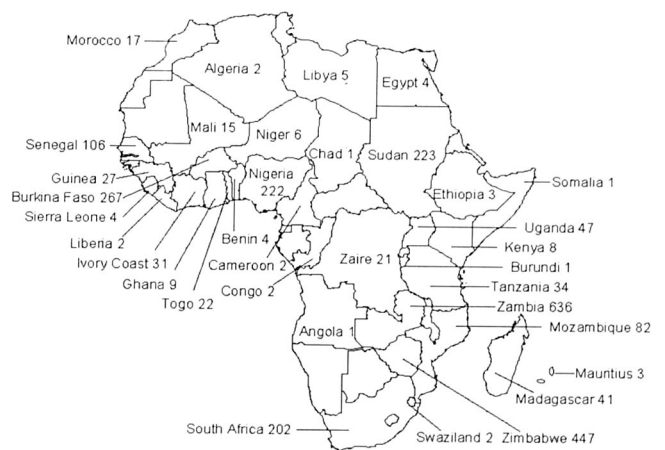 Morocco 17
Algeria 2
Libya 5
Egypt 4
Mali 15
Niger 6
Chad 1
Sudan 223
Senegal 106
Guinea 27
Burkina Faso 267
Sierra Leone 4
Liberia 2
Ivory Coast 31
Ghana 9
Togo 22
Nigeria
222
Benin 4
Cameroon 2
Congo 2
Ethiopia 3
Somalia 1
Uganda 47
Kenya 8
Zaire 21
Burundi 1
Tanzania 34
Zambia 636
Angola 1
Mozambique 82
Mauntius 3
Madagascar 41
South Africa 202
Swaziland 2
Zimbabwe 447